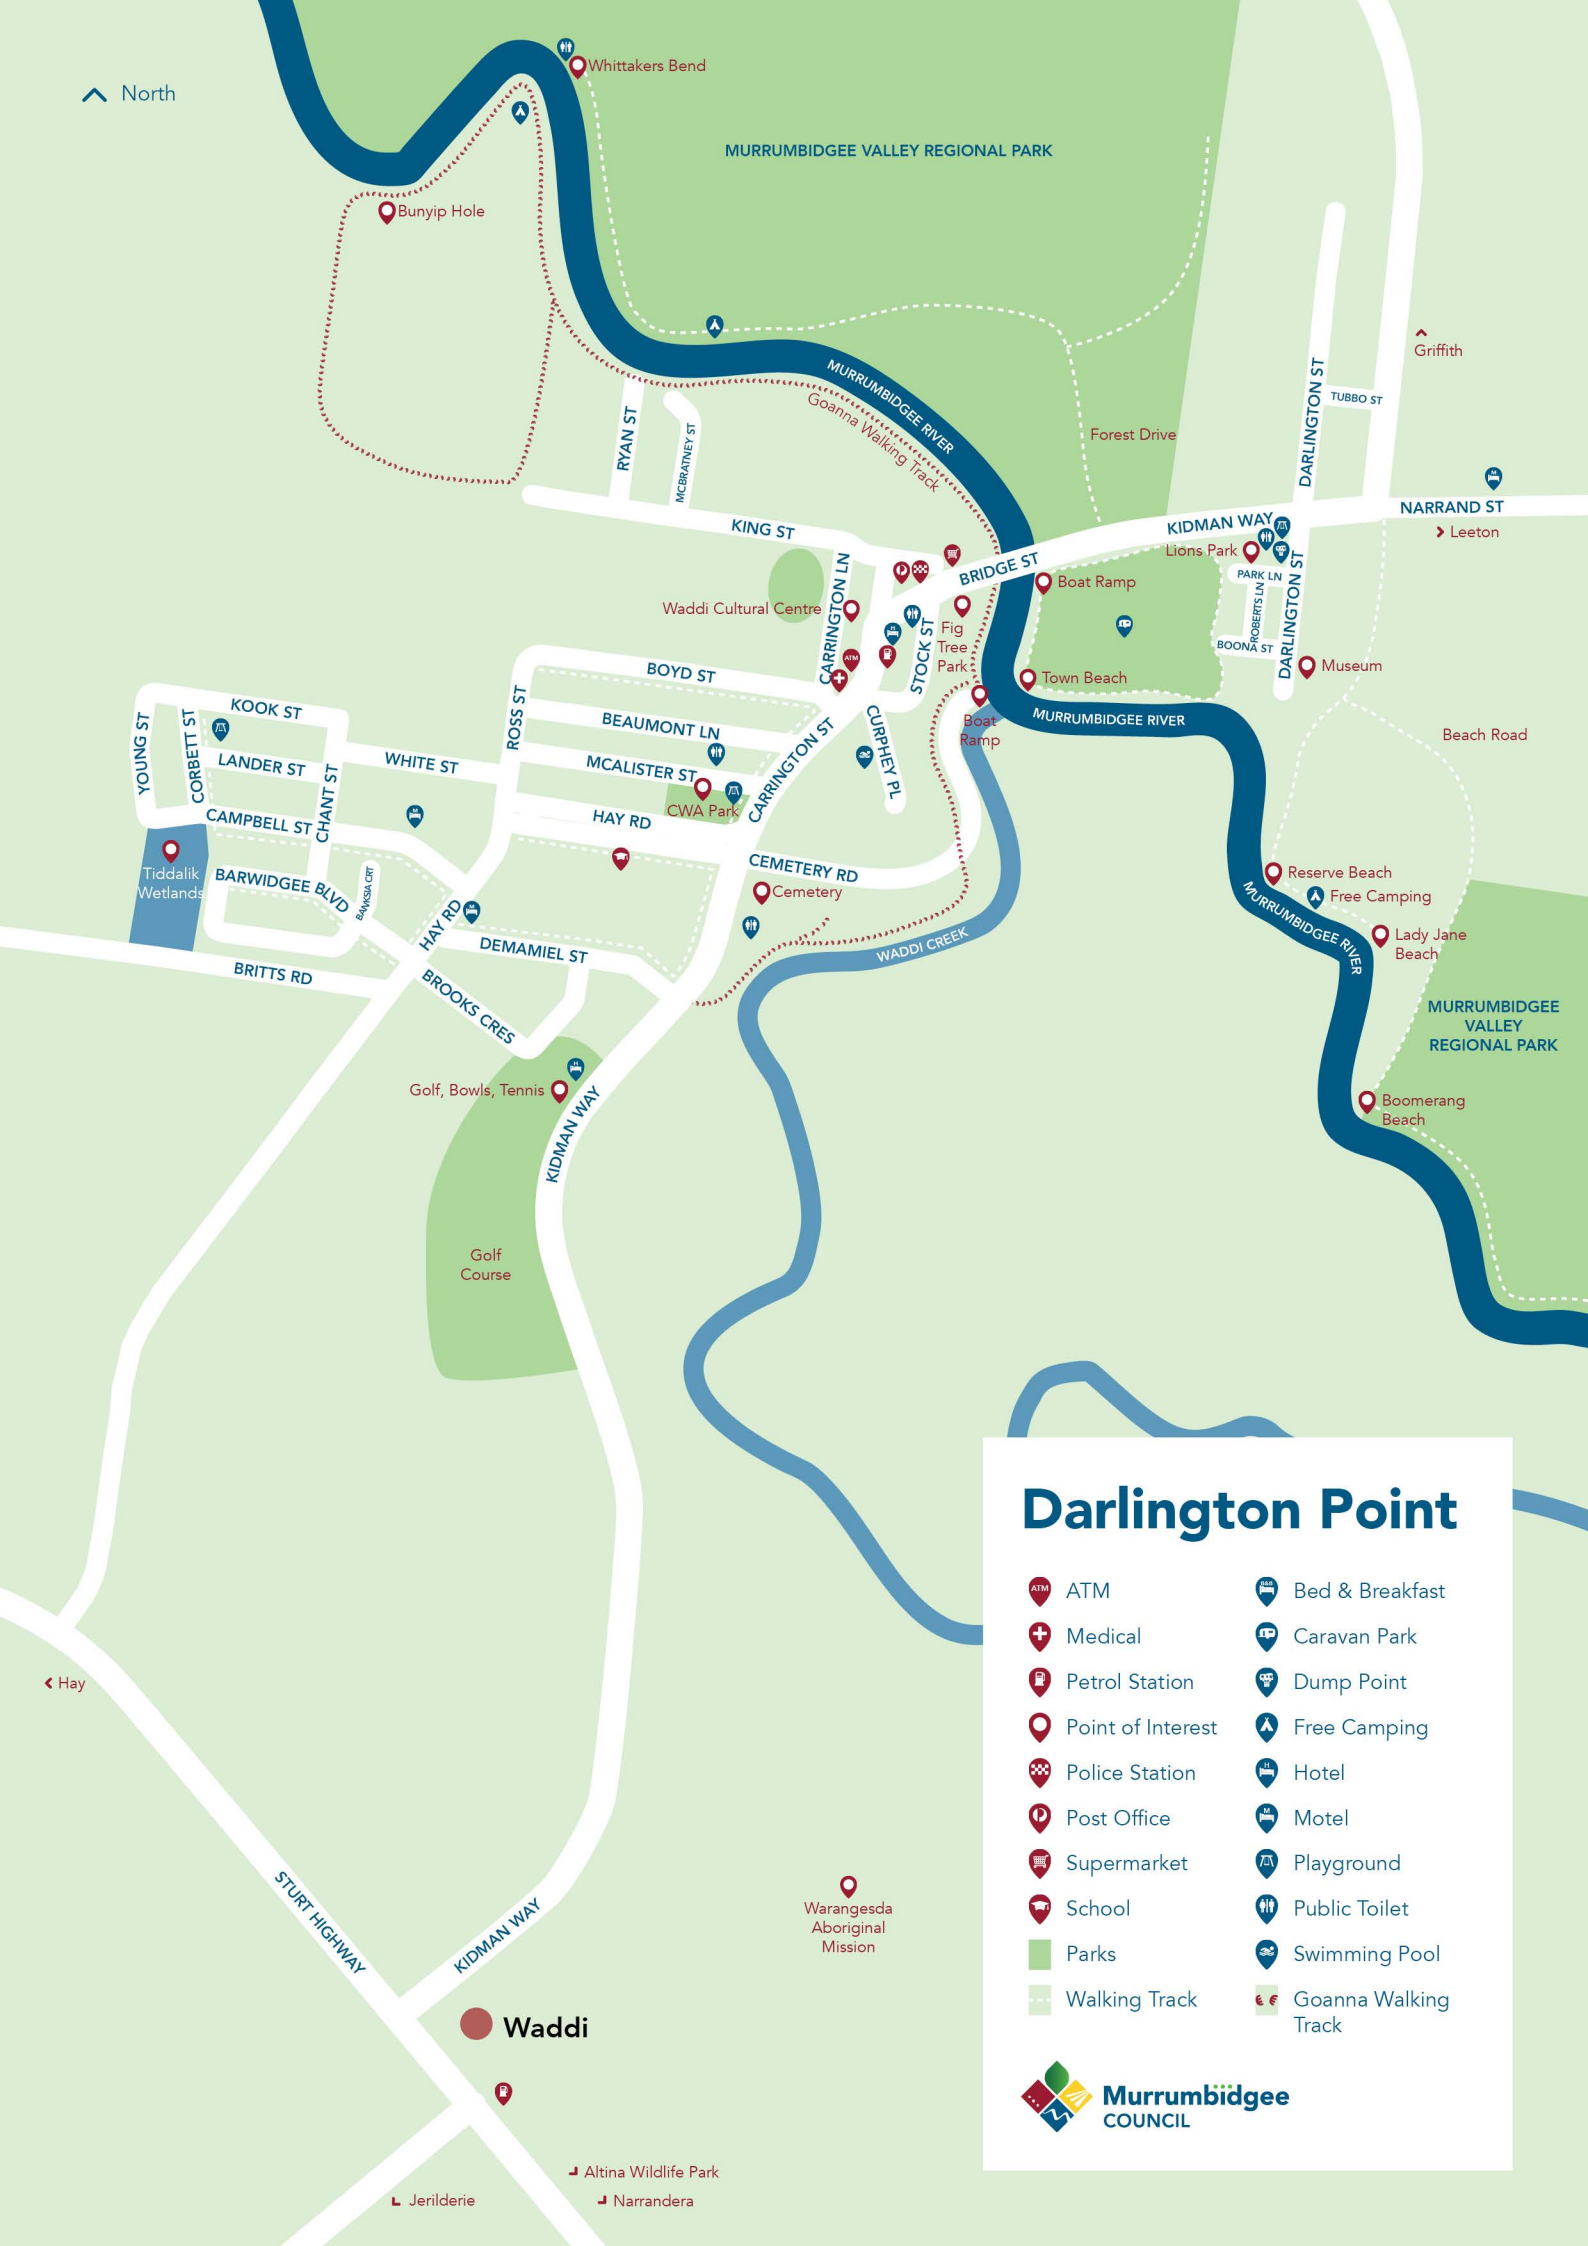 North
Whittakers Bend
MURRUMBIDGEE VALLEY REGIONAL PARK
Bunyip Hole
Griffith
MURRUMBIDGEE RIVER
Goanna Walking Track
DARLINGTON ST
TUBBO ST
RYAN ST
MCBRATNEY ST
Forest Drive
KING ST
KIDMAN WAY
NARRAND ST
Leeton
Lions Park
BRIDGE ST
PARK LN
ROBERTS LN
DARLINGTON ST
BOONA ST
Boat Ramp
CARRINGTON LN
Waddi Cultural Centre
Fig
Tree
Park
STOCK ST
ATM
H
M
Museum
Town Beach
BOYD ST
Boat
Ramp
MURRUMBIDGEE RIVER
Beach Road
KOOK ST
YOUNG ST
CORBETT ST
ROSS ST
BEAUMONT LN
CURPHEY PL
LANDER ST
WHITE ST
MCALISTER ST
CARRINGTON ST
CHANT ST
CAMPBELL ST
M
HAY RD
CWA Park
CEMETERY RD
Cemetery
Tiddalik
Wetlands
BARWIDGEE BLVD
BANKSIA CRT
HAY RD
M
DEMAMIEL ST
WADDI CREEK
Reserve Beach
Free Camping
MURRUMBIDGEE RIVER
Lady Jane
Beach
BRITTS RD
BROOKS CRES
MURRUMBIDGEE
VALLEY
REGIONAL PARK
H
Golf, Bowls, Tennis
KIDMAN WAY
Boomerang
Beach
Golf
Course
Hay
STURT HIGHWAY
KIDMAN WAY
Warangesda
Aboriginal
Mission
Waddi
Altina Wildlife Park
Jerilderie
Narrandera
Darlington Point
ATM
ATM
Medical
Petrol Station
Point of Interest
Police Station
Post Office
Supermarket
School
Parks
Walking Track
B&B
Bed & Breakfast
Caravan Park
Dump Point
Free Camping
H
Hotel
M
Motel
Playground
Public Toilet
Swimming Pool
Goanna Walking
Track
Murrumbidgee
COUNCIL